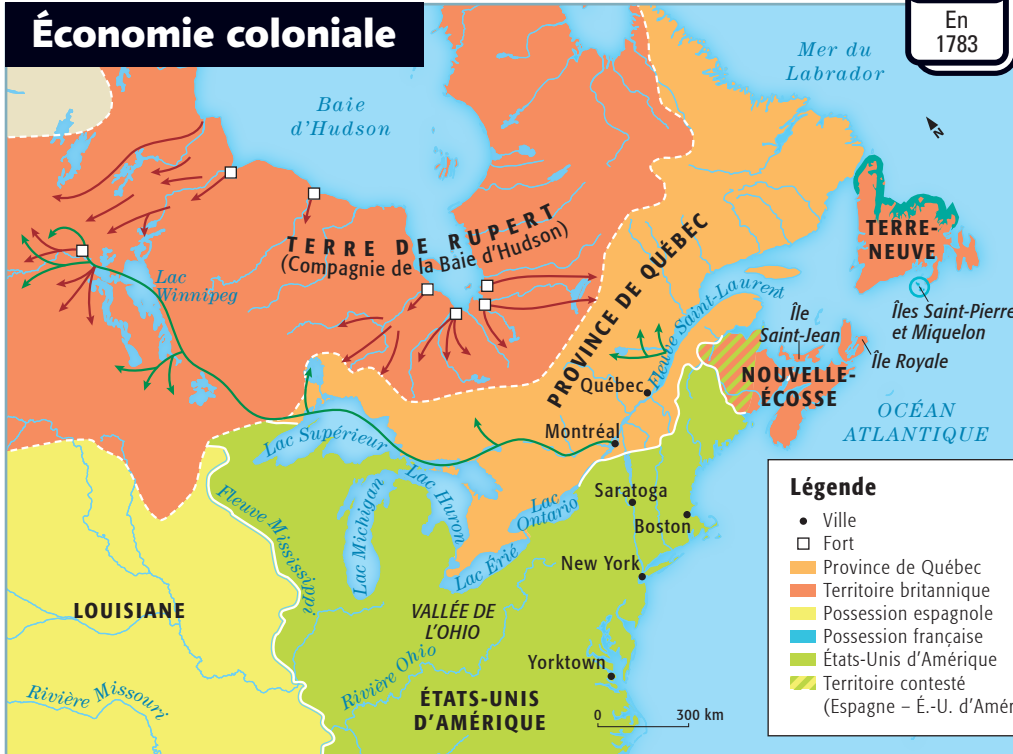 Économie coloniale
En
1783
Mer du
Labrador
Baie
d'Hudson
N
TERRE DE RUPERT
(Compagnie de la Baie d'Hudson)
PROVINCE DE QUÉBEC
TERRE-
NEUVE
Lac
Winnipeg
Îles Saint-Pierre
et Miquelon
Île
Saint-Jean
Île Royale
Fleuve Saint-Laurent
NOUVELLE-
ÉCOSSE
Québec
OCÉAN
ATLANTIQUE
Montréal
Lac Supérieur
Lac Huron
Lac Michigan
Lac
Ontario
Lac Érié
Saratoga
Boston
New York
Fleuve Mississippi
LOUISIANE
VALLÉE DE
L'OHIO
Rivière Ohio
Yorktown
Rivière Missouri
ÉTATS-UNIS
D'AMÉRIQUE
0 300 km
Légende
Ville
Fort
Province de Québec
Territoire britannique
Possession espagnole
Possession française
États-Unis d'Amérique
Territoire contesté
(Espagne – É.-U. d'Amér